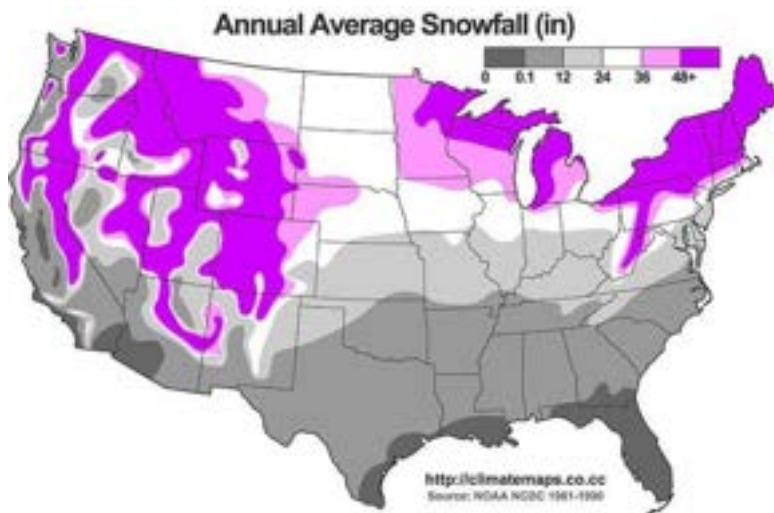 Annual Average Snowfall (in)
0 0.1 12 24 36 48+
http://climatemaps.co.cc
Source: NOAA NCDC 1961-1990